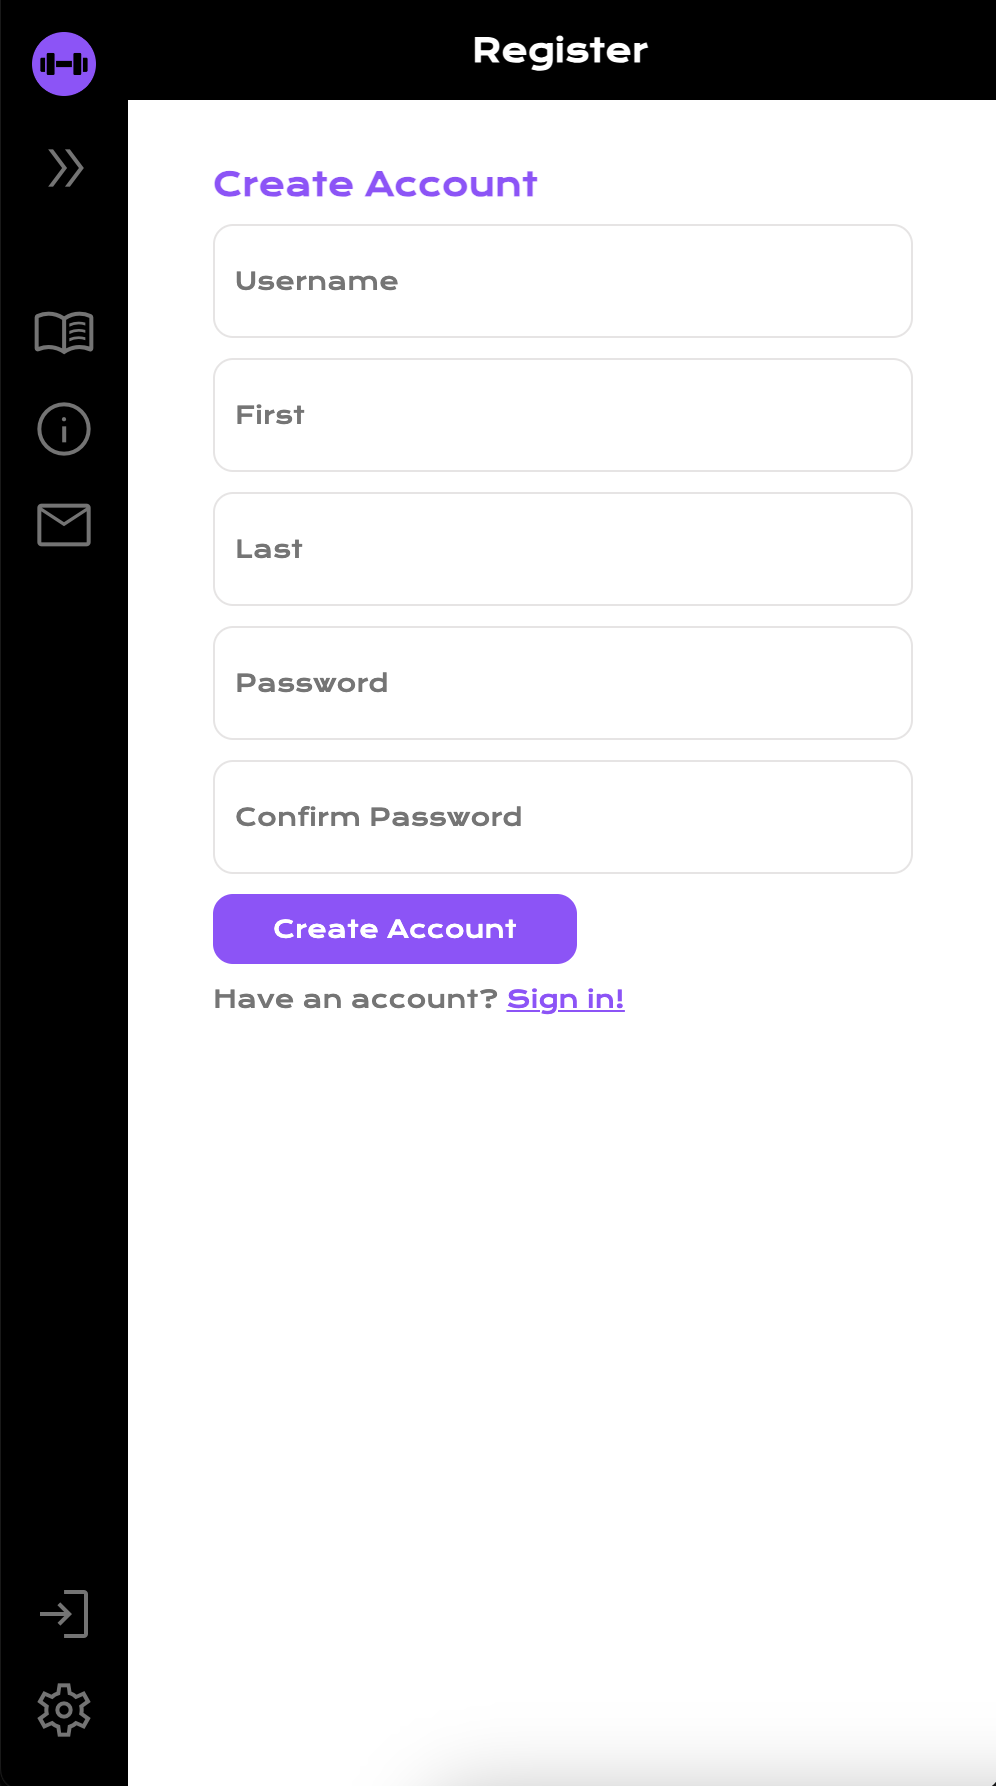 Register
Create Account
Username
First
Last
Password
Confirm Password
Create Account
Have an account? Sign in!